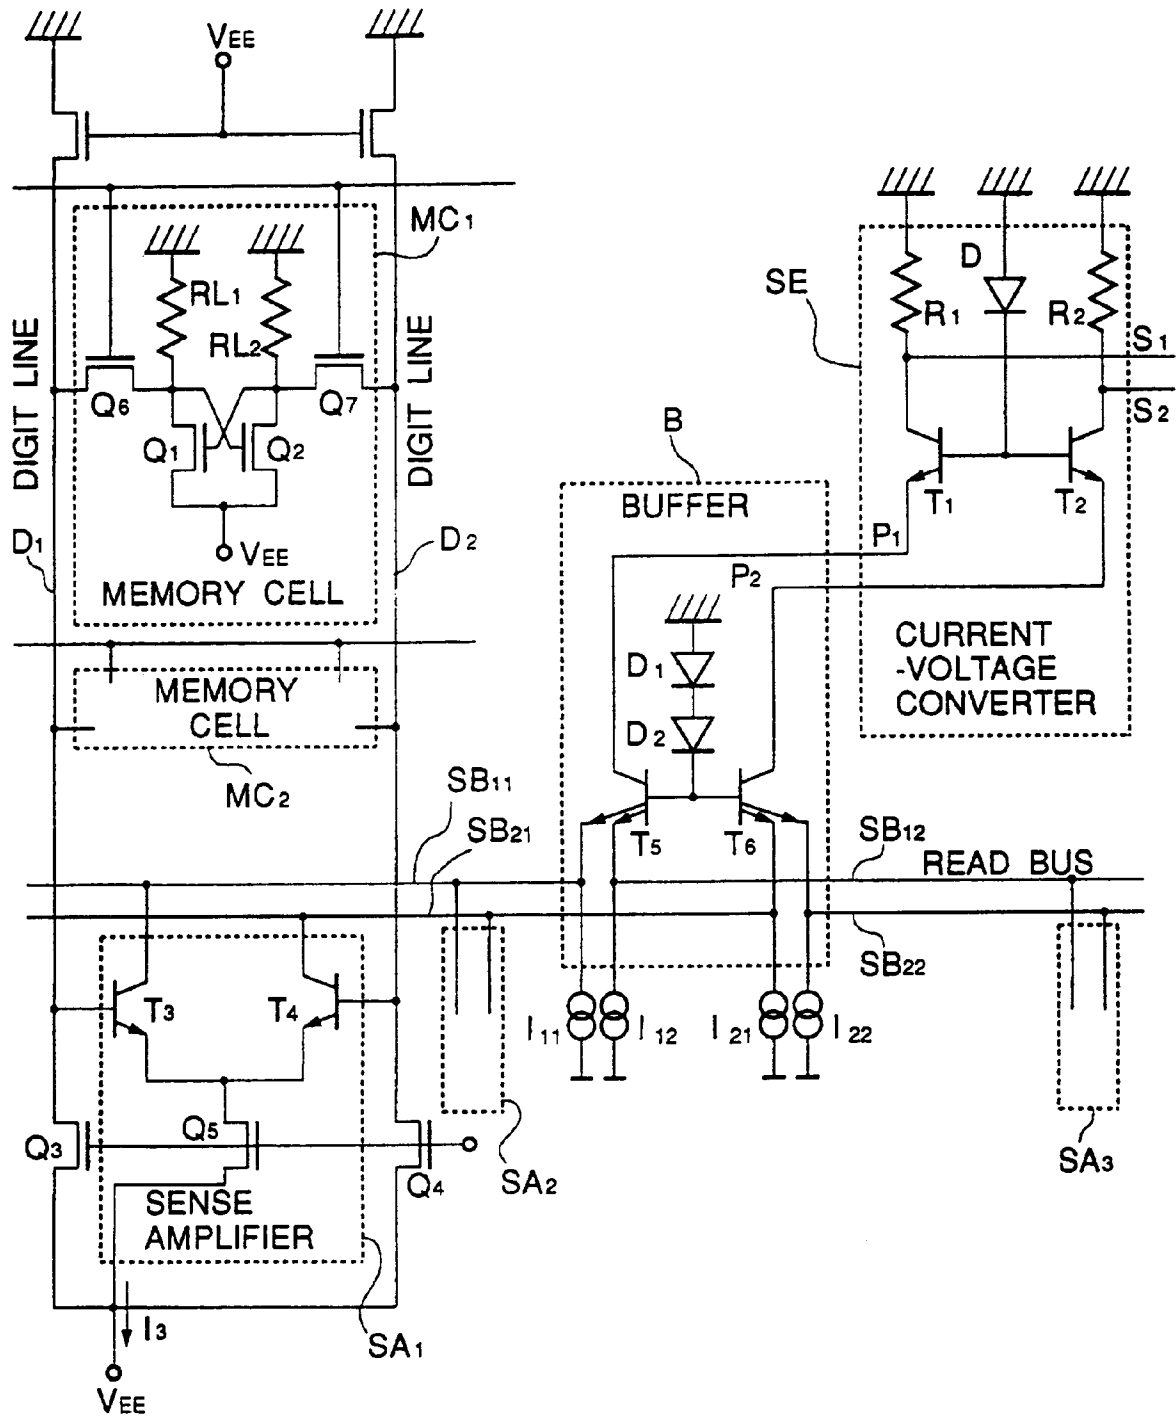 VEE
MC1
RL1
RL2
DIGIT LINE
DIGIT LINE
Q6
Q7
Q1
Q2
D1
D2
VEE
MEMORY CELL
MEMORY
CELL
MC2
SE
D
R1
R2
S1
S2
T1
T2
B
BUFFER
P1
P2
D1
D2
CURRENT
-VOLTAGE
CONVERTER
T5
T6
SB11
SB21
SB12
READ BUS
SB22
T3
T4
I11
I12
I21
I22
Q3
Q5
Q4
SA2
SA3
SENSE
AMPLIFIER
I3
SA1
VEE